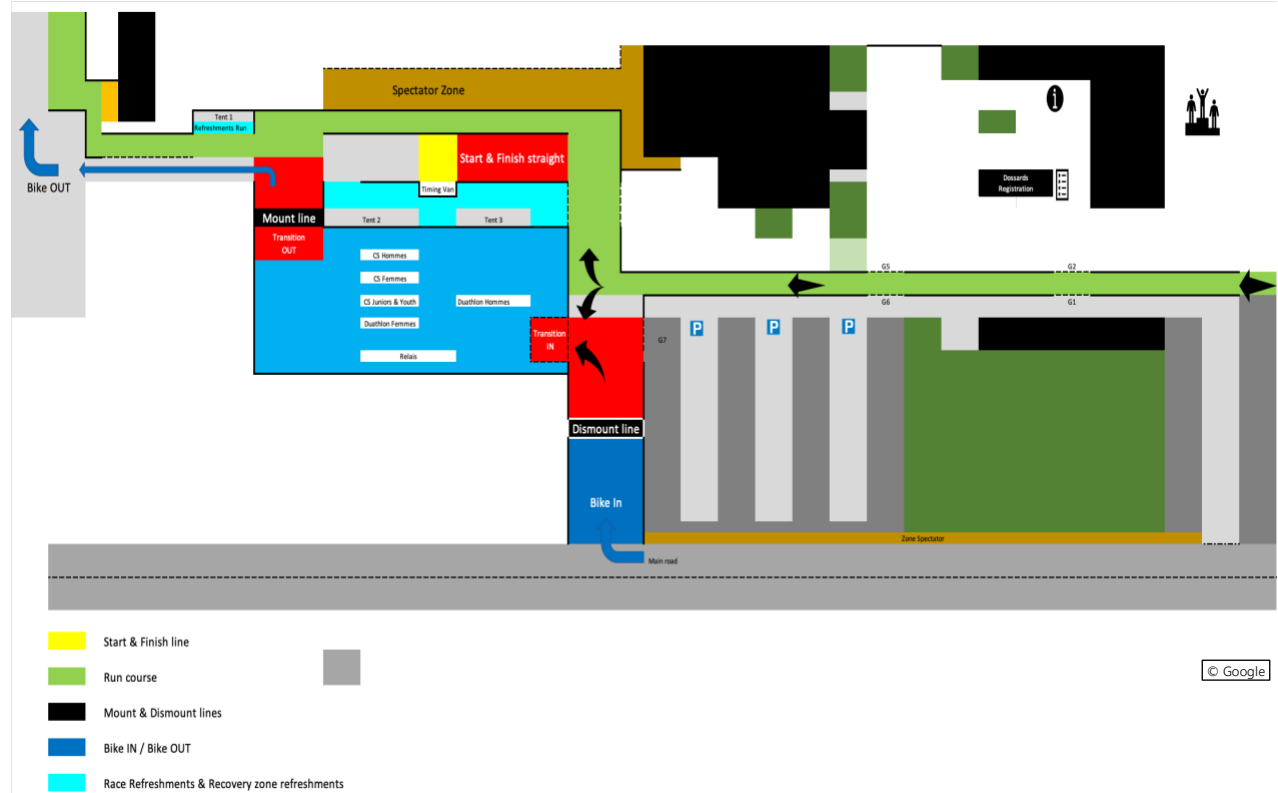 Spectator Zone
Tent 1
Refreshments Run
Start & Finish straight
Dossards
Registration
Bike OUT
Timing Van
Mount line
Tent 2
Tent 3
Transition
OUT
CS Hommes
CS Femmes
CS Juniors & Youth
Duathlon Hommes
Duathlon Femmes
Relais
Transition
IN
G5
G2
G6
G1
P
P
P
G7
Dismount line
Bike In
Zone Spectator
Main road
Start & Finish line
Run course
Mount & Dismount lines
Bike IN / Bike OUT
Race Refreshments & Recovery zone refreshments
© Google
i